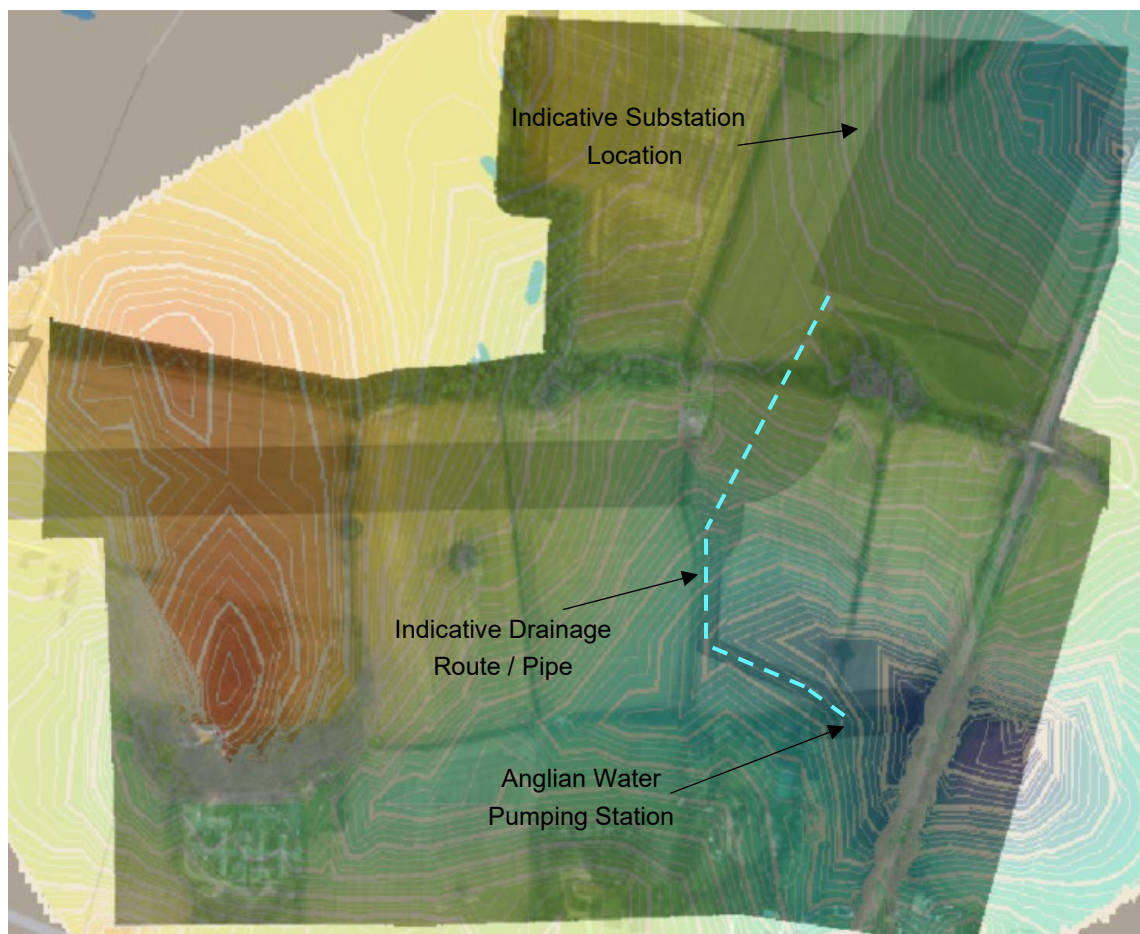 Indicative Substation
Location
Indicative Drainage
Route / Pipe
Anglian Water
Pumping Station